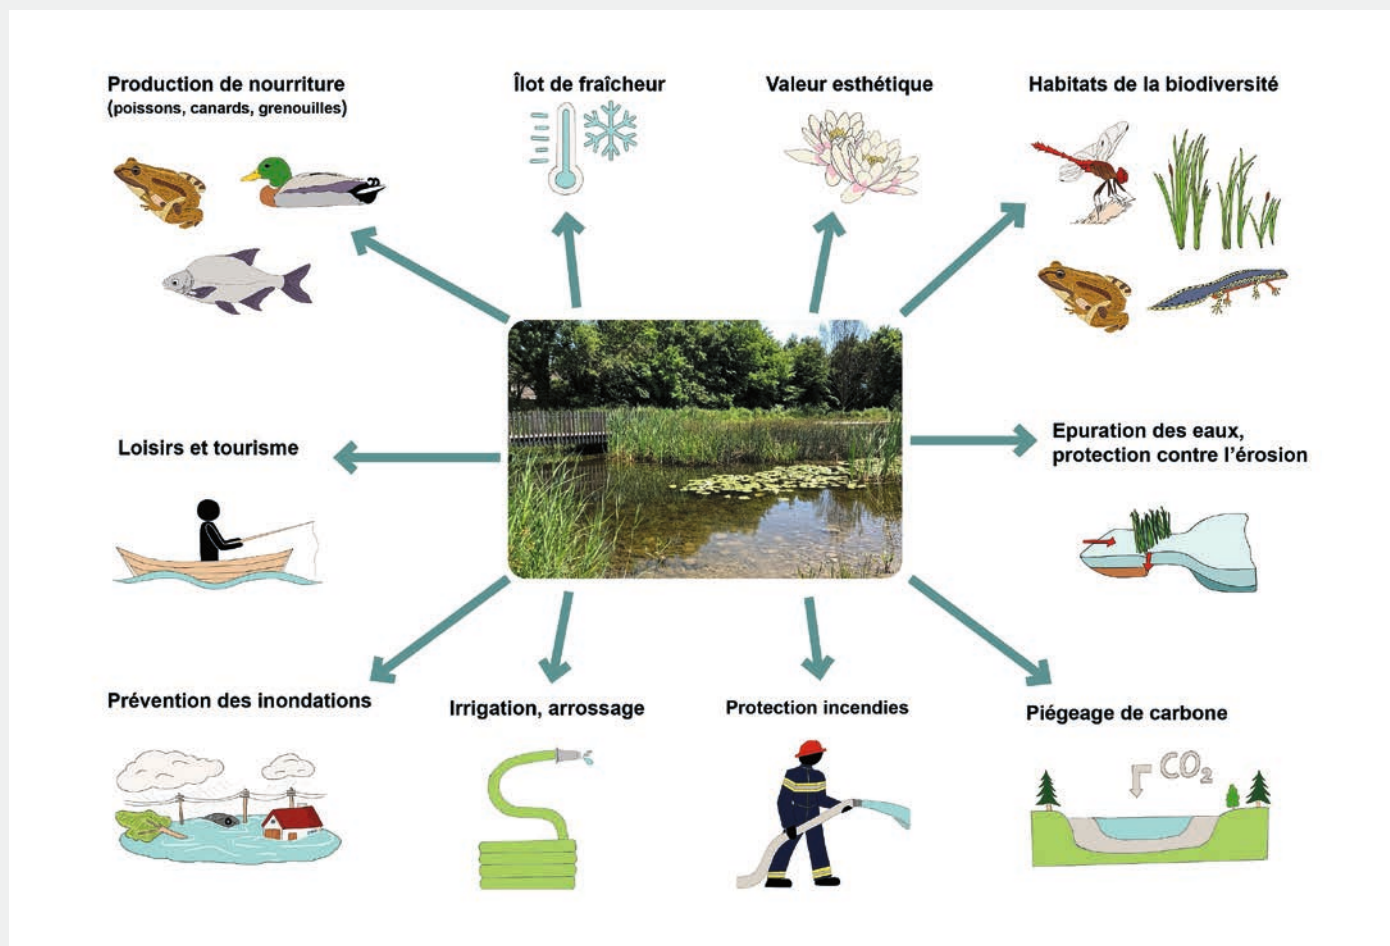 Production de nourriture
(poissons, canards, grenouilles)
Îlot de fraîcheur
Valeur esthétique
Habitats de la biodiversité
Loisirs et tourisme
Epuration des eaux,
protection contre l'érosion
Prévention des inondations
Irrigation, arrossage
Protection incendies
Piégeage de carbone
CO₂